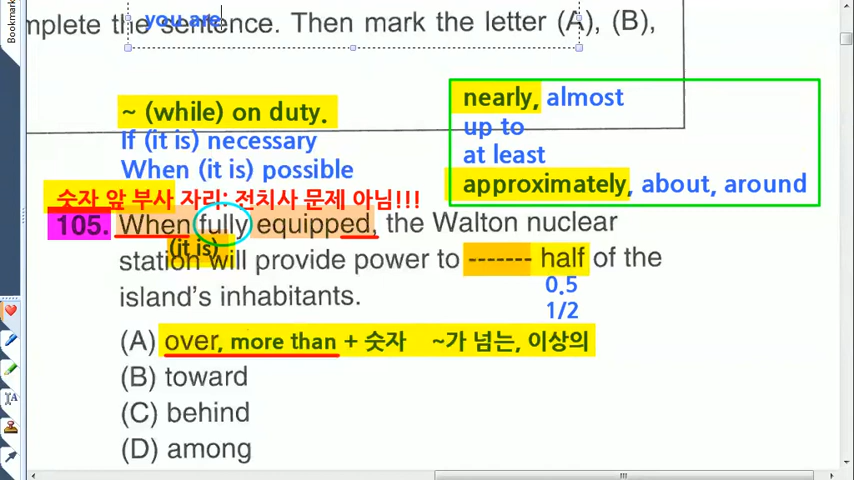 Bookmark
you are
mplete the sentence. Then mark the letter (A), (B),
~ (while) on duty.
If (it is) necessary
When (it is) possible
nearly, almost
up to
at least
approximately, about, around
숫자 앞 부사 자리: 전치사 문제 아님!!!
105. When fully equipped, the Walton nuclear
(it is)
station will provide power to ------- half of the
0.5
island's inhabitants.
1/2
(A) over, more than + 숫자 ~가 넘는, 이상의
(B) toward
(C) behind
(D) among